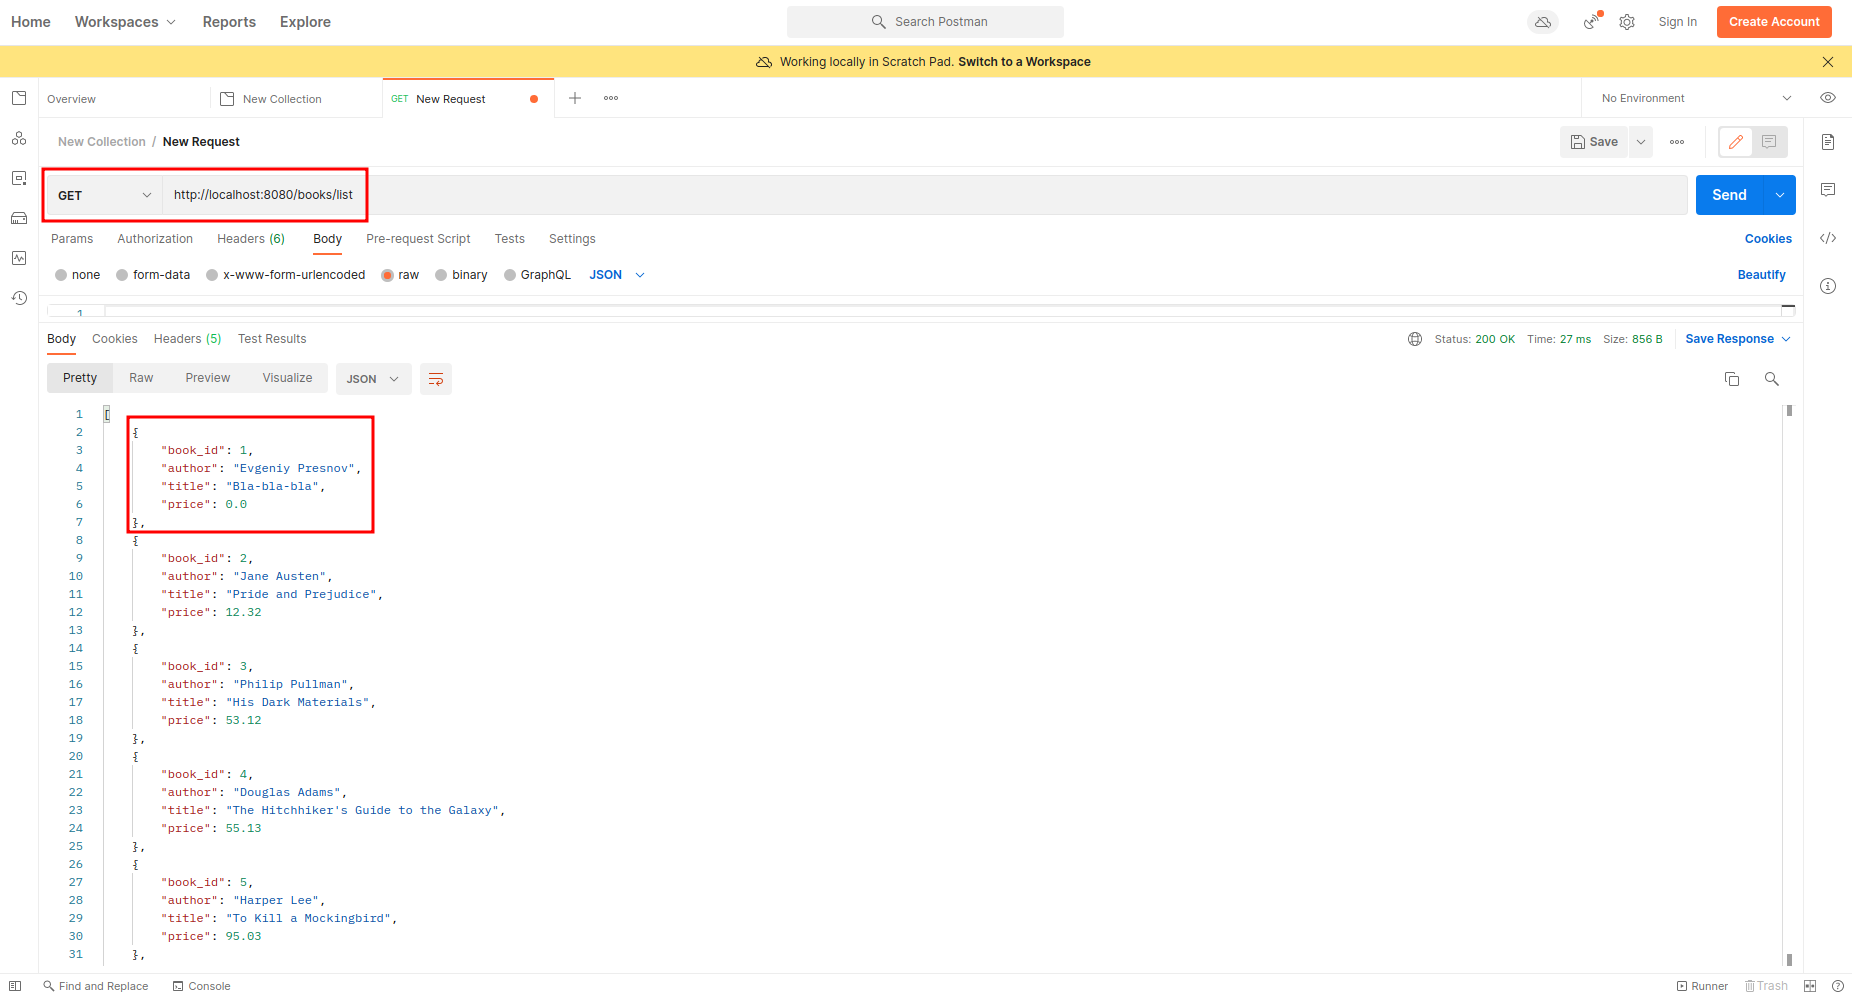 Home Workspaces Reports Explore Search Postman Sign In Create Account
Working locally in Scratch Pad. Switch to a Workspace
Overview New Collection GET New Request No Environment
New Collection / New Request Save
GET http://localhost:8080/books/list Send
Params Authorization Headers (6) Body Pre-request Script Tests Settings Cookies
none form-data x-www-form-urlencoded raw binary GraphQL JSON Beautify
1
Body Cookies Headers (5) Test Results Status: 200 OK Time: 27 ms Size: 856 B Save Response
Pretty Raw Preview Visualize JSON
1 [
2 {
3 "book_id": 1,
4 "author": "Evgeniy Presnov",
5 "title": "Bla-bla-bla",
6 "price": 0.0
7 },
8 {
9 "book_id": 2,
10 "author": "Jane Austen",
11 "title": "Pride and Prejudice",
12 "price": 12.32
13 },
14 {
15 "book_id": 3,
16 "author": "Philip Pullman",
17 "title": "His Dark Materials",
18 "price": 53.12
19 },
20 {
21 "book_id": 4,
22 "author": "Douglas Adams",
23 "title": "The Hitchhiker's Guide to the Galaxy",
24 "price": 55.13
25 },
26 {
27 "book_id": 5,
28 "author": "Harper Lee",
29 "title": "To Kill a Mockingbird",
30 "price": 95.03
31 },
Find and Replace Console Runner Trash